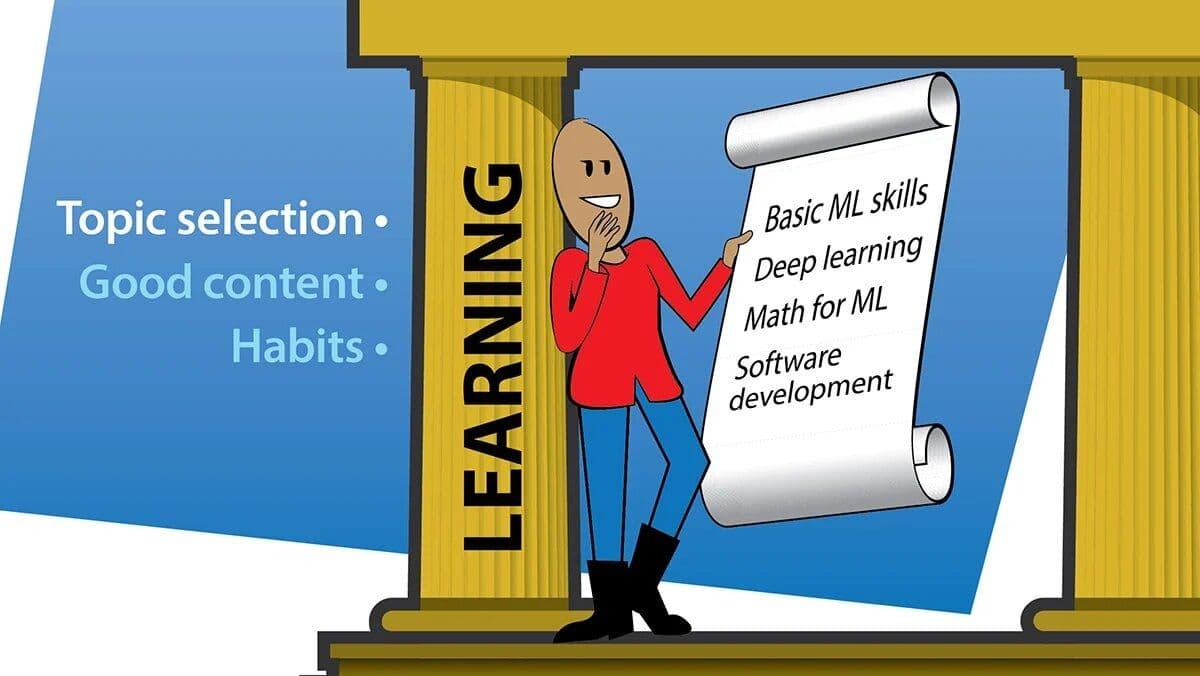 Topic selection •
Good content •
Habits •
LEARNING
Basic ML skills
Deep learning
Math for ML
Software
development